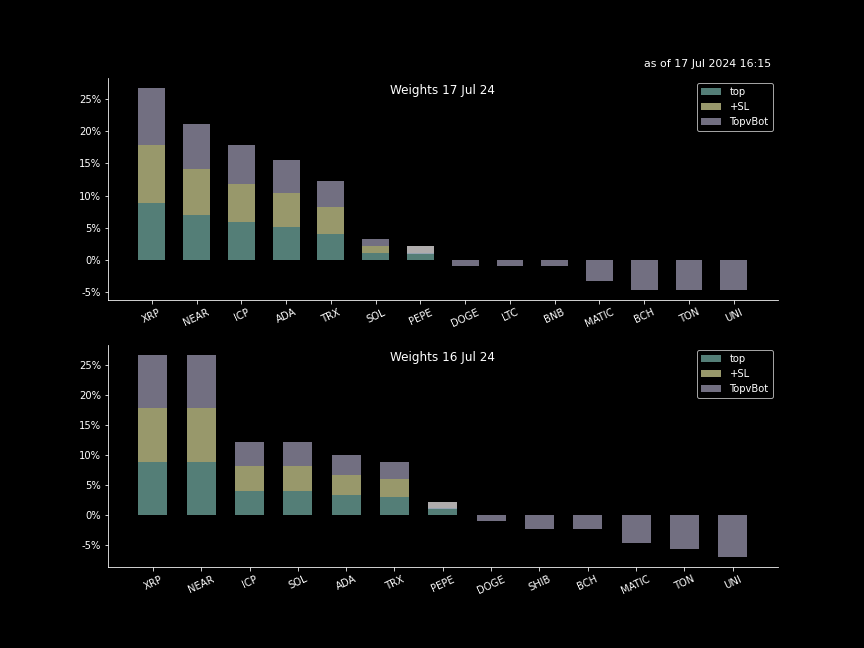 as of 17 Jul 2024 16:15
Weights 17 Jul 24
top
+SL
TopvBot
25%
20%
15%
10%
5%
0%
-5%
XRP NEAR ICP ADA TRX SOL PEPE DOGE LTC BNB MATIC BCH TON UNI
Weights 16 Jul 24
top
+SL
TopvBot
25%
20%
15%
10%
5%
0%
-5%
XRP NEAR ICP SOL ADA TRX PEPE DOGE SHIB BCH MATIC TON UNI